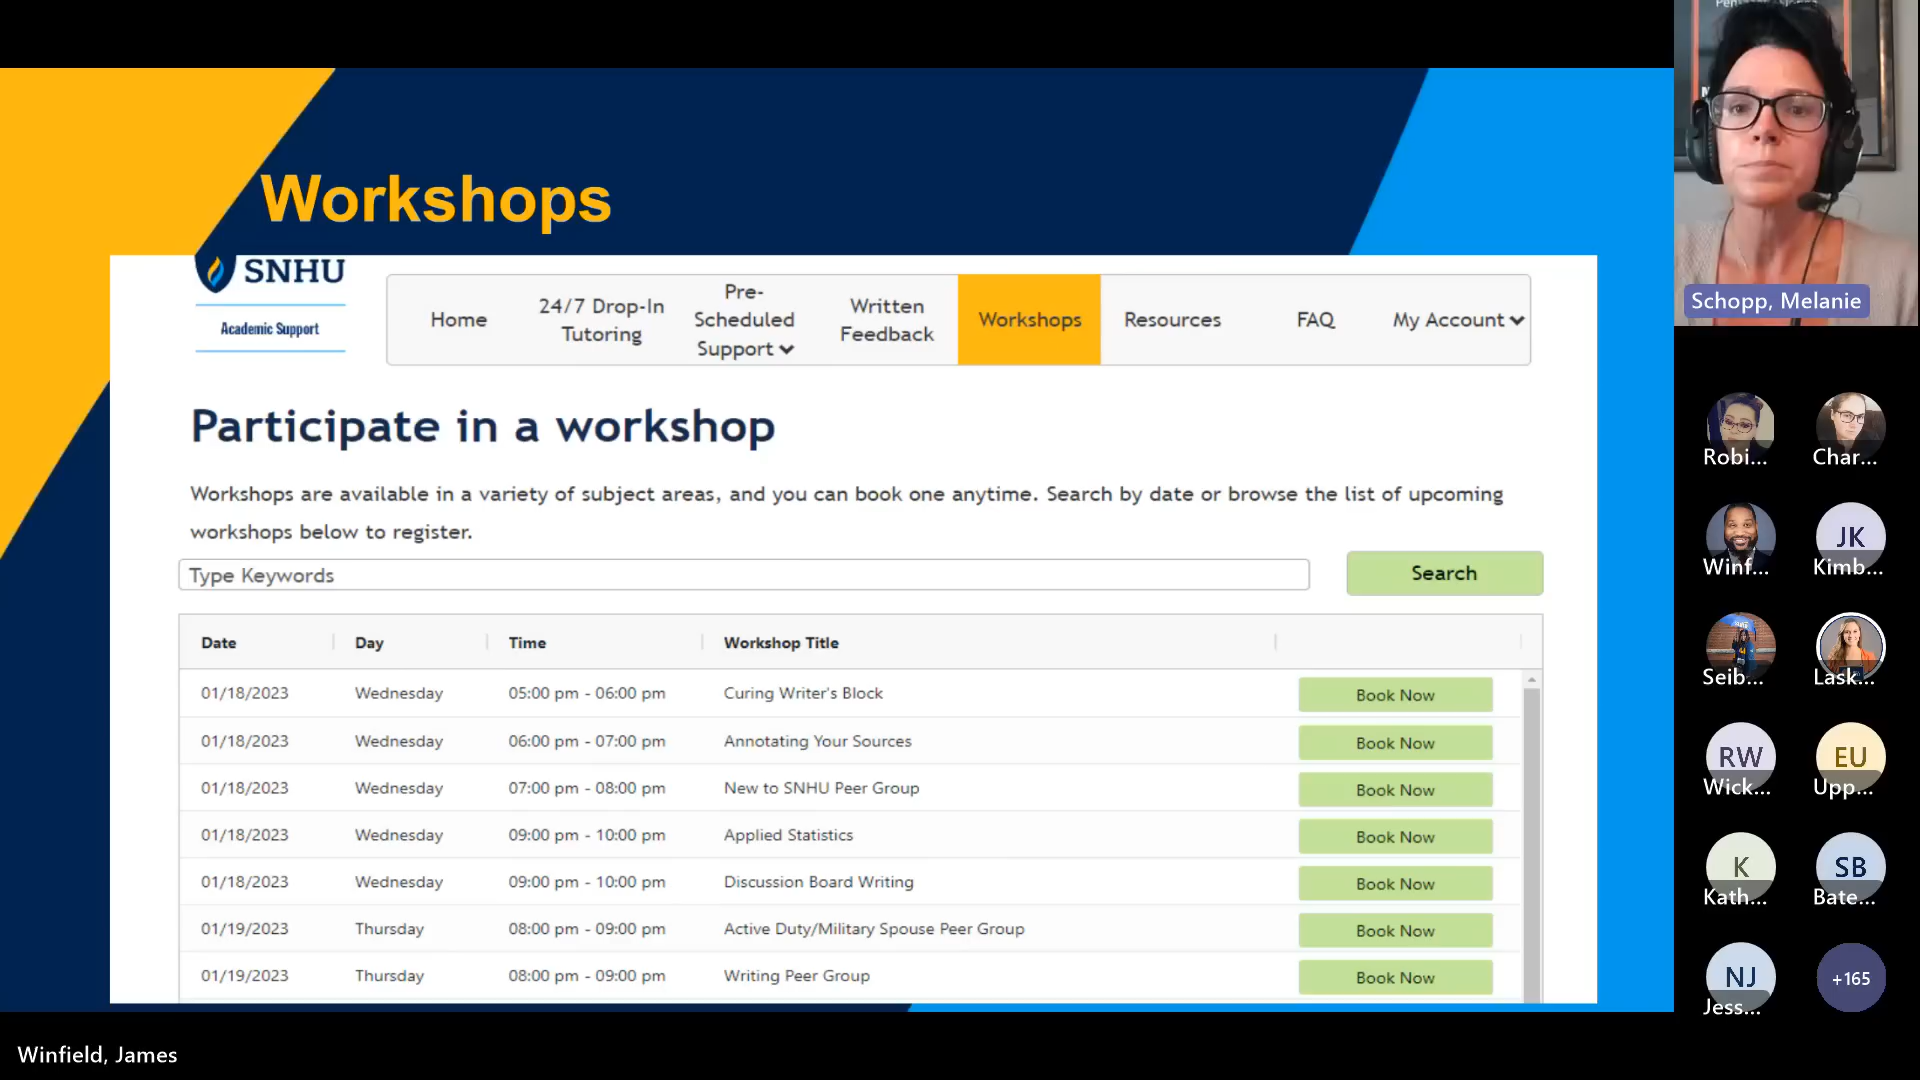 Workshops
SNHU
Academic Support
Home
24/7 Drop-In
Tutoring
Pre-
Scheduled
Support
Written
Feedback
Workshops
Resources
FAQ
My Account
Participate in a workshop
Workshops are available in a variety of subject areas, and you can book one anytime. Search by date or browse the list of upcoming
workshops below to register.
Type Keywords
Search
Date Day Time Workshop Title
01/18/2023 Wednesday 05:00 pm - 06:00 pm Curing Writer's Block Book Now
01/18/2023 Wednesday 06:00 pm - 07:00 pm Annotating Your Sources Book Now
01/18/2023 Wednesday 07:00 pm - 08:00 pm New to SNHU Peer Group Book Now
01/18/2023 Wednesday 09:00 pm - 10:00 pm Applied Statistics Book Now
01/18/2023 Wednesday 09:00 pm - 10:00 pm Discussion Board Writing Book Now
01/19/2023 Thursday 08:00 pm - 09:00 pm Active Duty/Military Spouse Peer Group Book Now
01/19/2023 Thursday 08:00 pm - 09:00 pm Writing Peer Group Book Now
Schopp, Melanie
Robi... Char...
JK
Winf... Kimb...
Seib... Lask...
RW EU
Wick... Upp...
K SB
Kath... Bate...
NJ +165
Jess...
Winfield, James